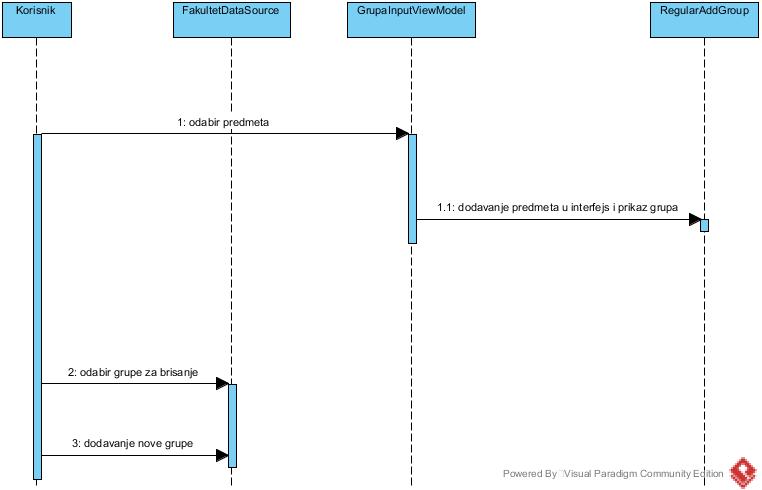 Korisnik
FakultetDataSource
GrupaInputViewModel
RegularAddGroup
1: odabir predmeta
1.1: dodavanje predmeta u interfejs i prikaz grupa
2: odabir grupe za brisanje
3: dodavanje nove grupe
Powered By Visual Paradigm Community Edition